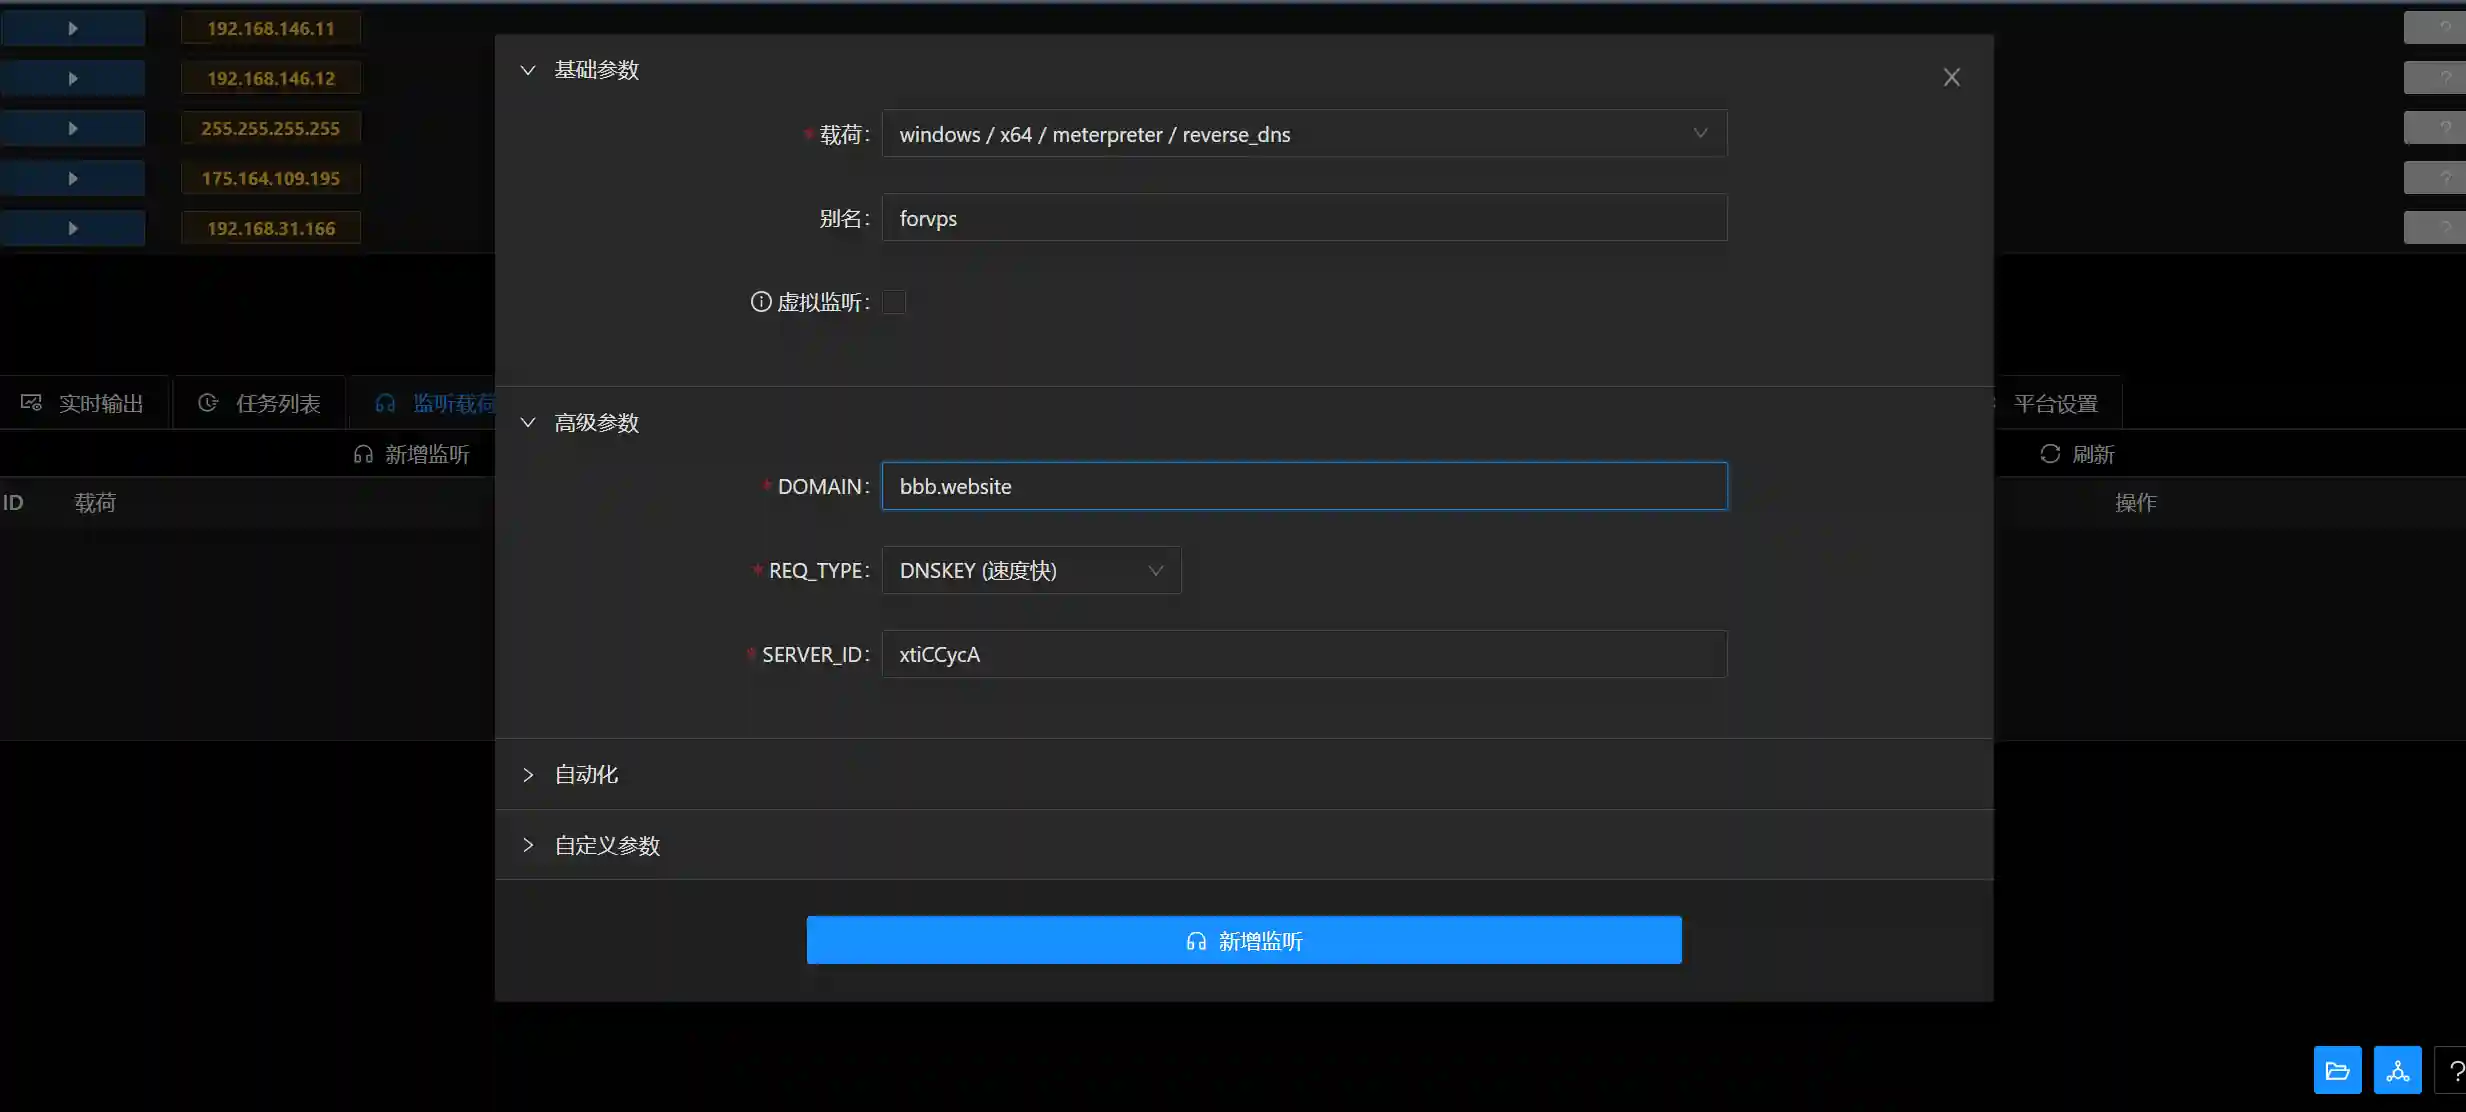 192.168.146.11
192.168.146.12
255.255.255.255
175.164.109.195
192.168.31.166
?
?
?
?
?
基础参数
* 载荷: windows / x64 / meterpreter / reverse_dns
别名: forvps
虚拟监听:
实时输出 任务列表 监听载荷
平台设置
新增监听
刷新
ID 载荷
操作
高级参数
* DOMAIN: bbb.website
* REQ_TYPE: DNSKEY (速度快)
* SERVER_ID: xtiCCycA
自动化
自定义参数
新增监听
?